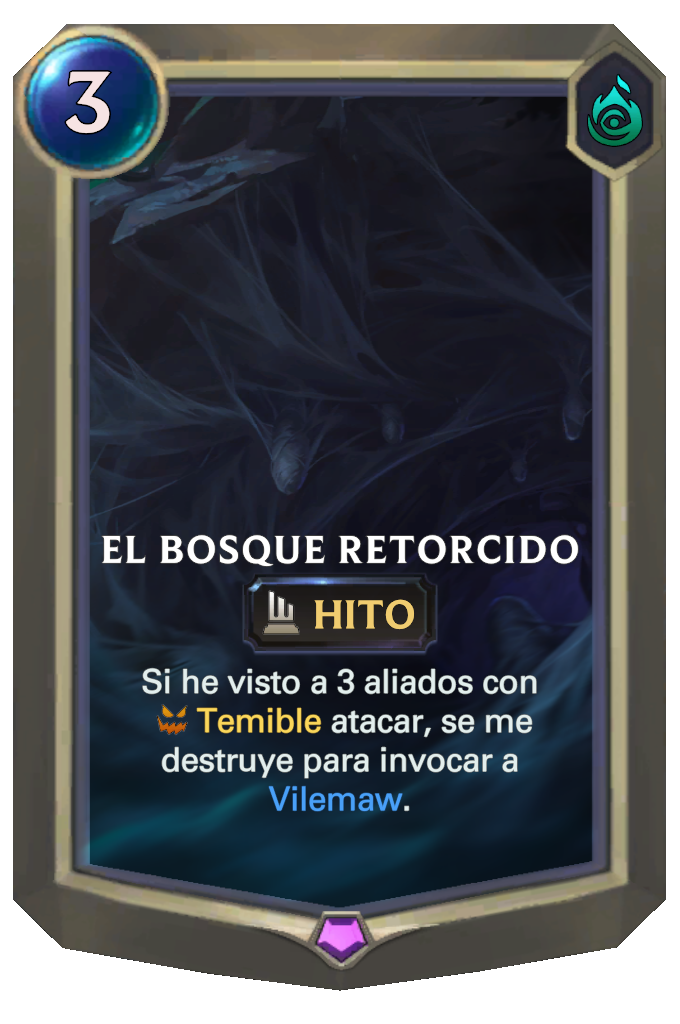 3
EL BOSQUE RETORCIDO
HITO
Si he visto a 3 aliados con
Temible atacar, se me
destruye para invocar a
Vilemaw.